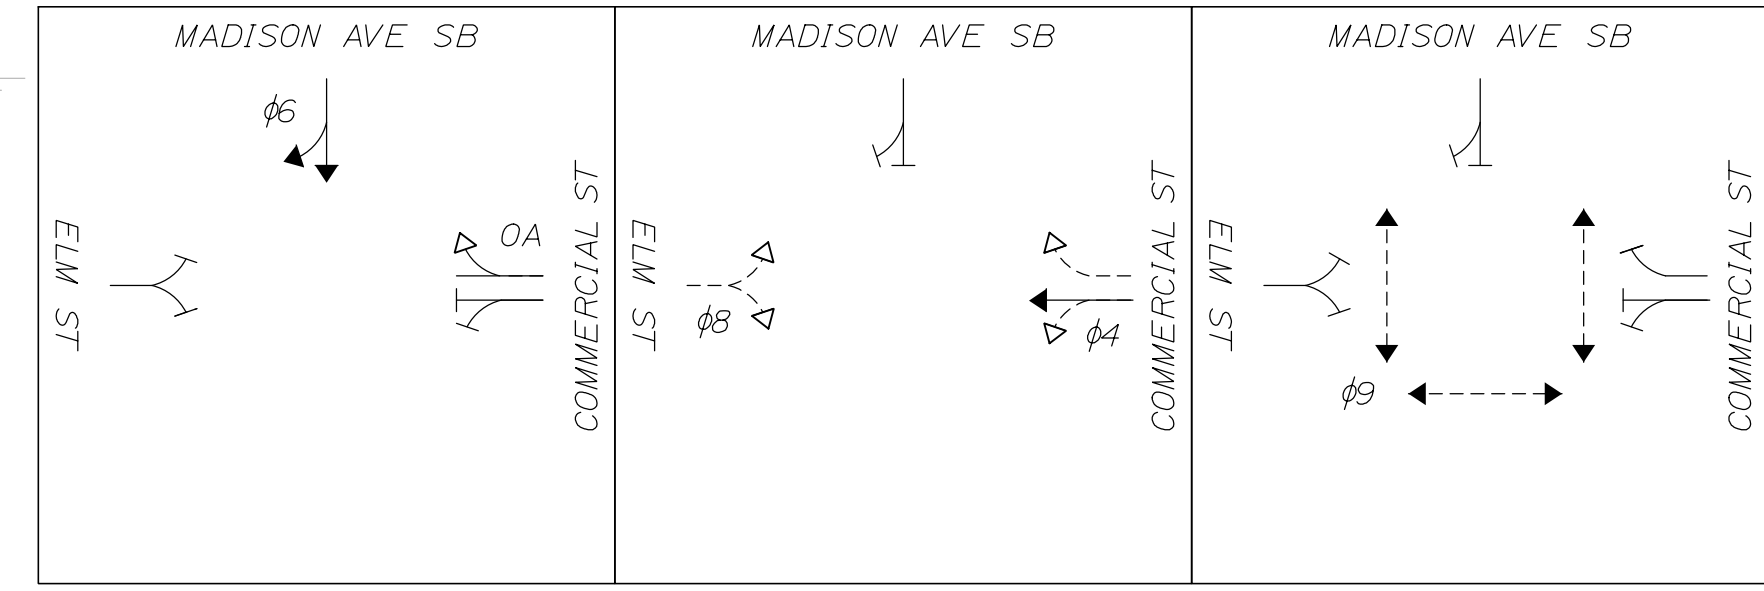 MADISON AVE SB
ϕ6
OA
ELM ST
COMMERCIAL ST
MADISON AVE SB
ELM ST
ϕ8
ϕ4
COMMERCIAL ST
MADISON AVE SB
ELM ST
ϕ9
COMMERCIAL ST